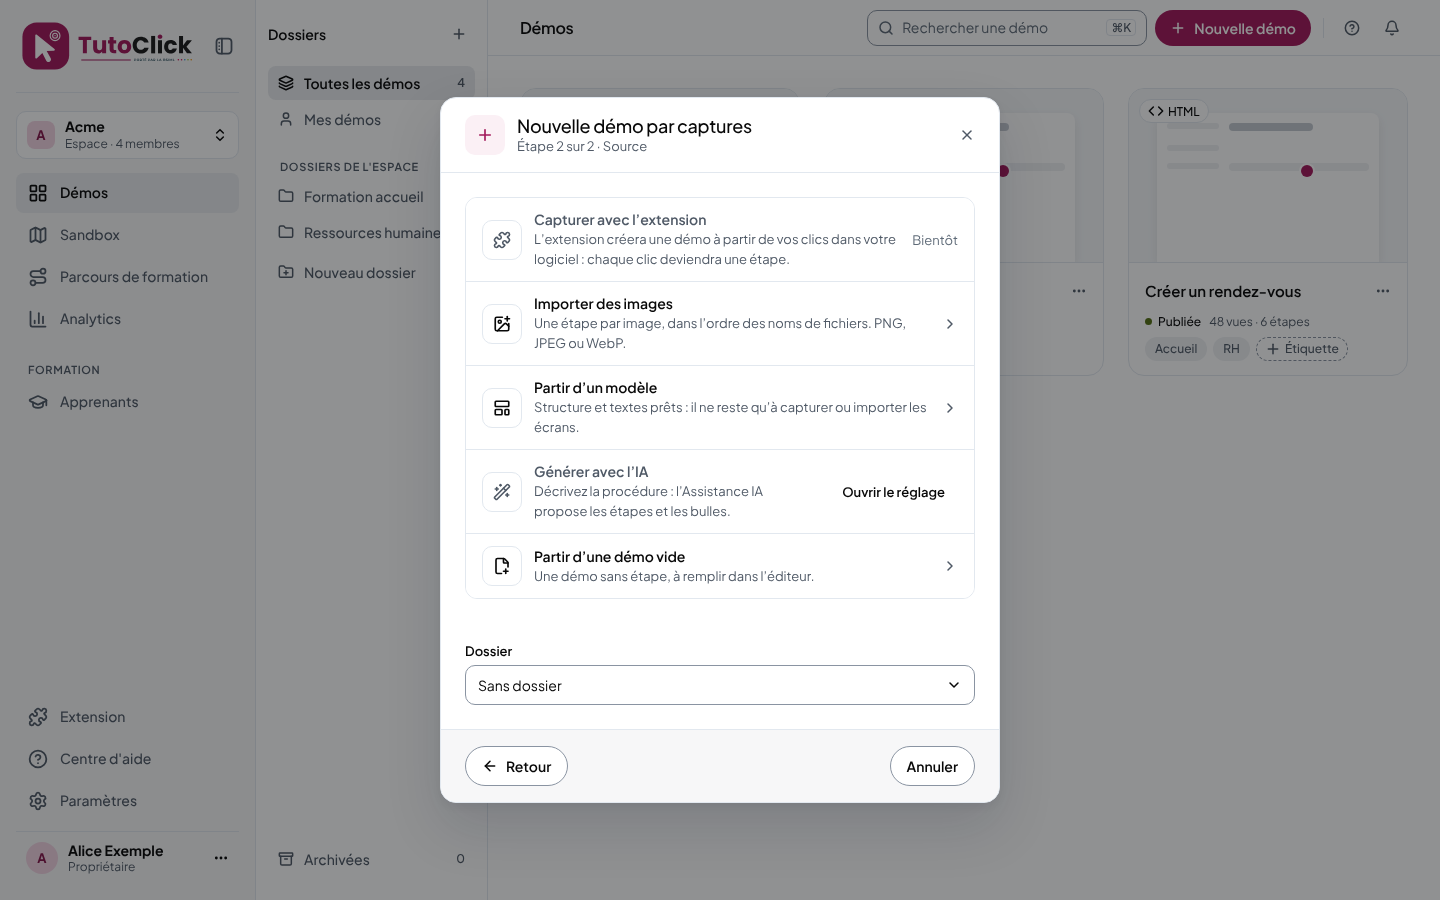 TutoClick
Acme
Espace · 4 membres
Démos
Sandbox
Parcours de formation
Analytics
FORMATION
Apprenants
Extension
Centre d'aide
Paramètres
Alice Exemple
Propriétaire
Dossiers
Toutes les démos 4
Mes démos
DOSSIERS DE L'ESPACE
Formation accueil
Ressources humaine
Nouveau dossier
Archivées 0
Démos
Rechercher une démo ⌘K
Nouvelle démo
HTML
Créer un rendez-vous
Publiée 48 vues · 6 étapes
Accueil RH Étiquette
Nouvelle démo par captures
Étape 2 sur 2 · Source
Capturer avec l’extension
L’extension créera une démo à partir de vos clics dans votre
logiciel : chaque clic deviendra une étape.
Bientôt
Importer des images
Une étape par image, dans l’ordre des noms de fichiers. PNG,
JPEG ou WebP.
Partir d’un modèle
Structure et textes prêts : il ne reste qu’à capturer ou importer les
écrans.
Générer avec l’IA
Décrivez la procédure : l’Assistance IA
propose les étapes et les bulles.
Ouvrir le réglage
Partir d’une démo vide
Une démo sans étape, à remplir dans l’éditeur.
Dossier
Sans dossier
Retour
Annuler